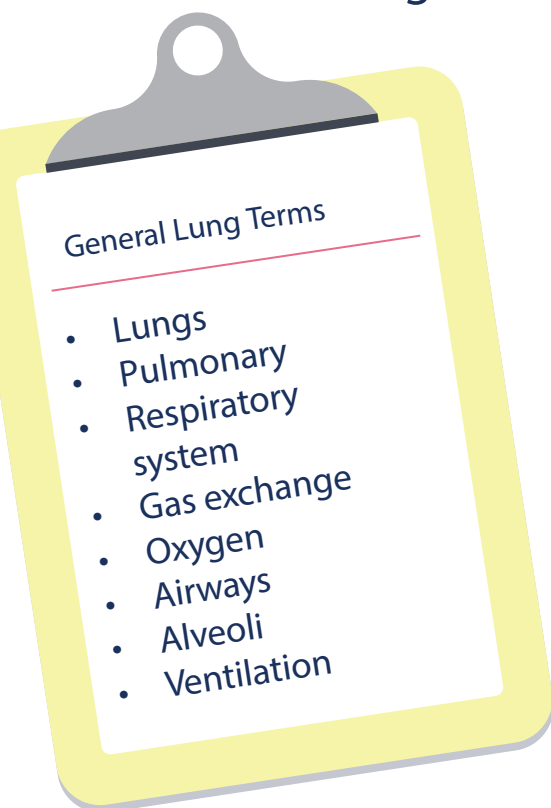 General Lung Terms
• Lungs
• Pulmonary
• Respiratory
system
• Gas exchange
• Oxygen
• Airways
• Alveoli
• Ventilation